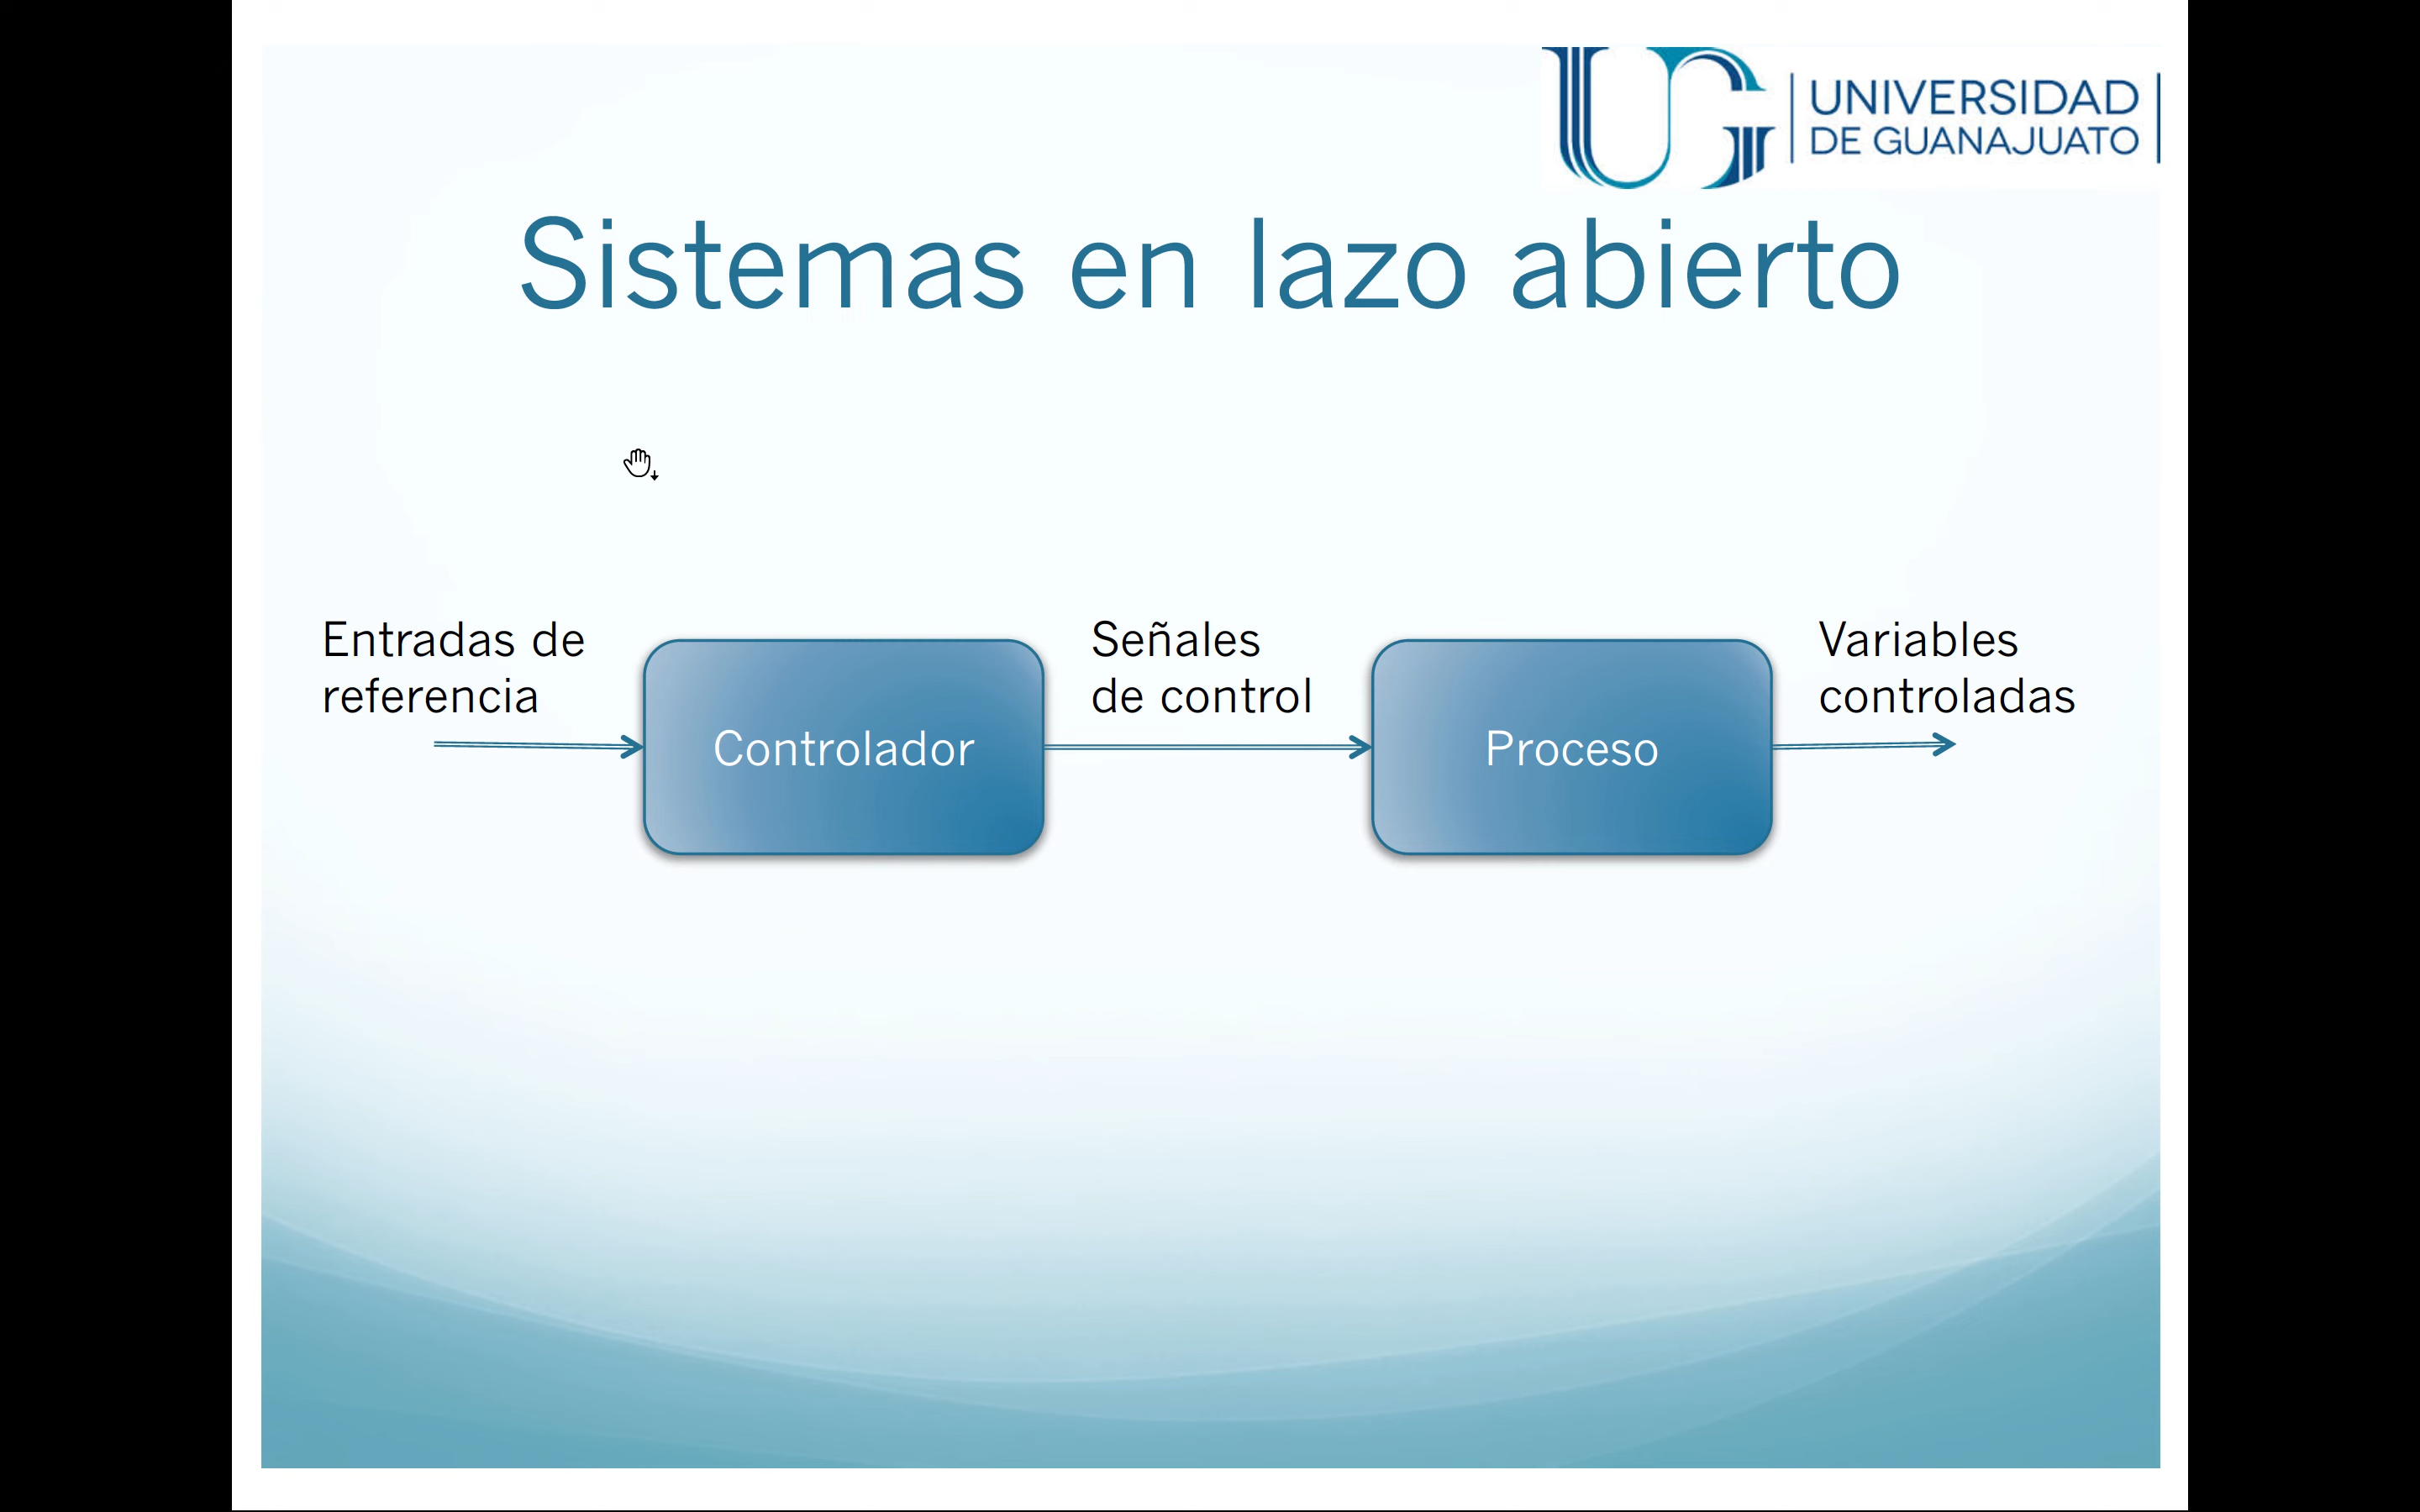 UNIVERSIDAD
DE GUANAJUATO
Sistemas en lazo abierto
Entradas de
referencia
Controlador
Señales
de control
Proceso
Variables
controladas